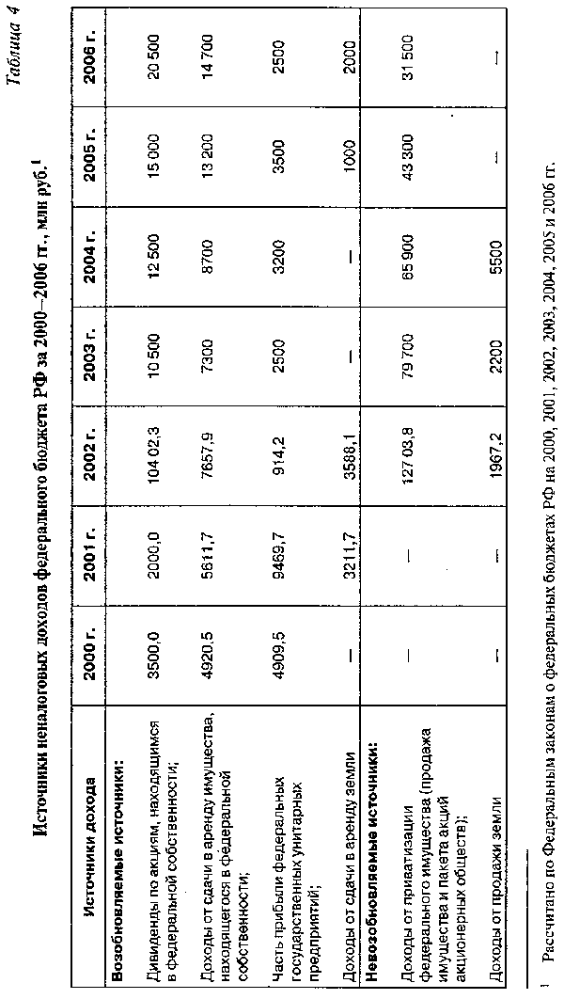 Таблица 4
Источники неналоговых доходов федерального бюджета РФ за 2000–2006 гг., млн руб.1
Источники дохода 2000 г. 2001 г. 2002 г. 2003 г. 2004 г. 2005 г. 2006 г.
Возобновляемые источники:
Дивиденды по акциям, находящимся 3500,0 2000,0 104 02,3 10 500 12 500 15 000 20 500
в федеральной собственности;
Доходы от сдачи в аренду имущества, 4920,5 5611,7 7657,9 7300 8700 13 200 14 700
находящегося в федеральной
собственности;
Часть прибыли федеральных 4909,5 9469,7 914,2 2500 3200 3500 2500
государственных унитарных
предприятий;
Доходы от сдачи в аренду земли — 3211,7 3588,1 — — 1000 2000
Невозобновляемые источники:
Доходы от приватизации — — 127 03,8 79 700 65 900 43 300 31 500
федерального имущества (продажа
имущества и пакета акций
акционерных обществ);
Доходы от продажи земли — — 1967,2 2200 5500 — —
1 Рассчитано по Федеральным законам о федеральных бюджетах РФ на 2000, 2001, 2002, 2003, 2004, 2005 и 2006 гг.